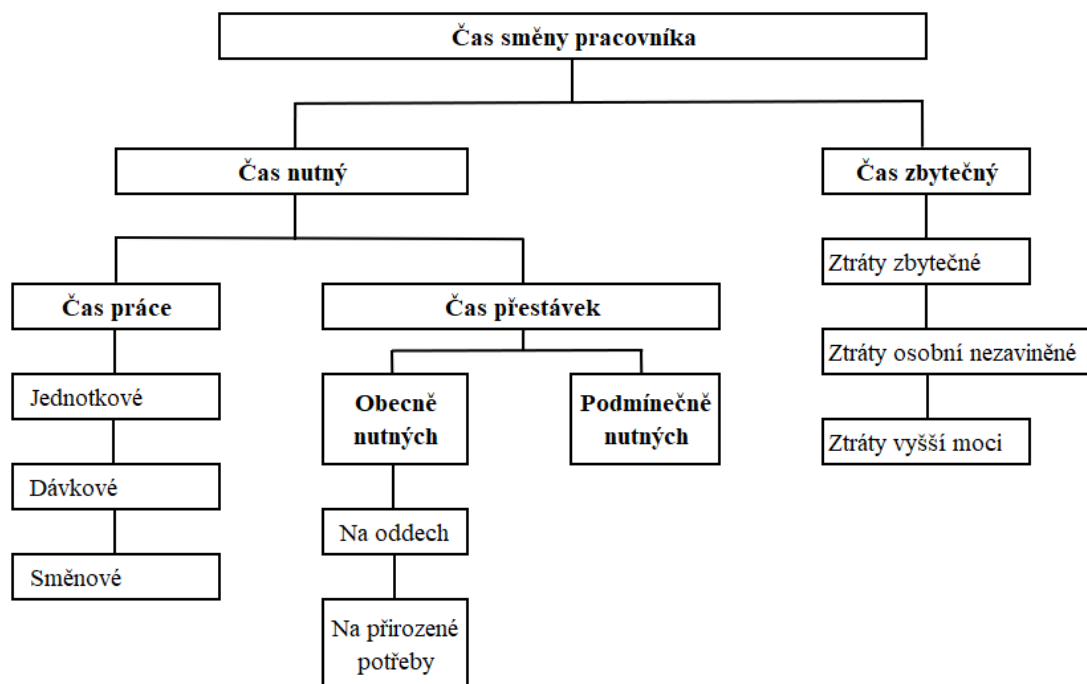 Čas směny pracovníka
Čas nutný
Čas zbytečný
Ztráty zbytečné
Čas práce
Čas přestávek
Ztráty osobní nezaviněné
Jednotkové
Obecně
nutných
Podmínečně
nutných
Ztráty vyšší moci
Dávkové
Na oddech
Směnové
Na přirozené
potřeby